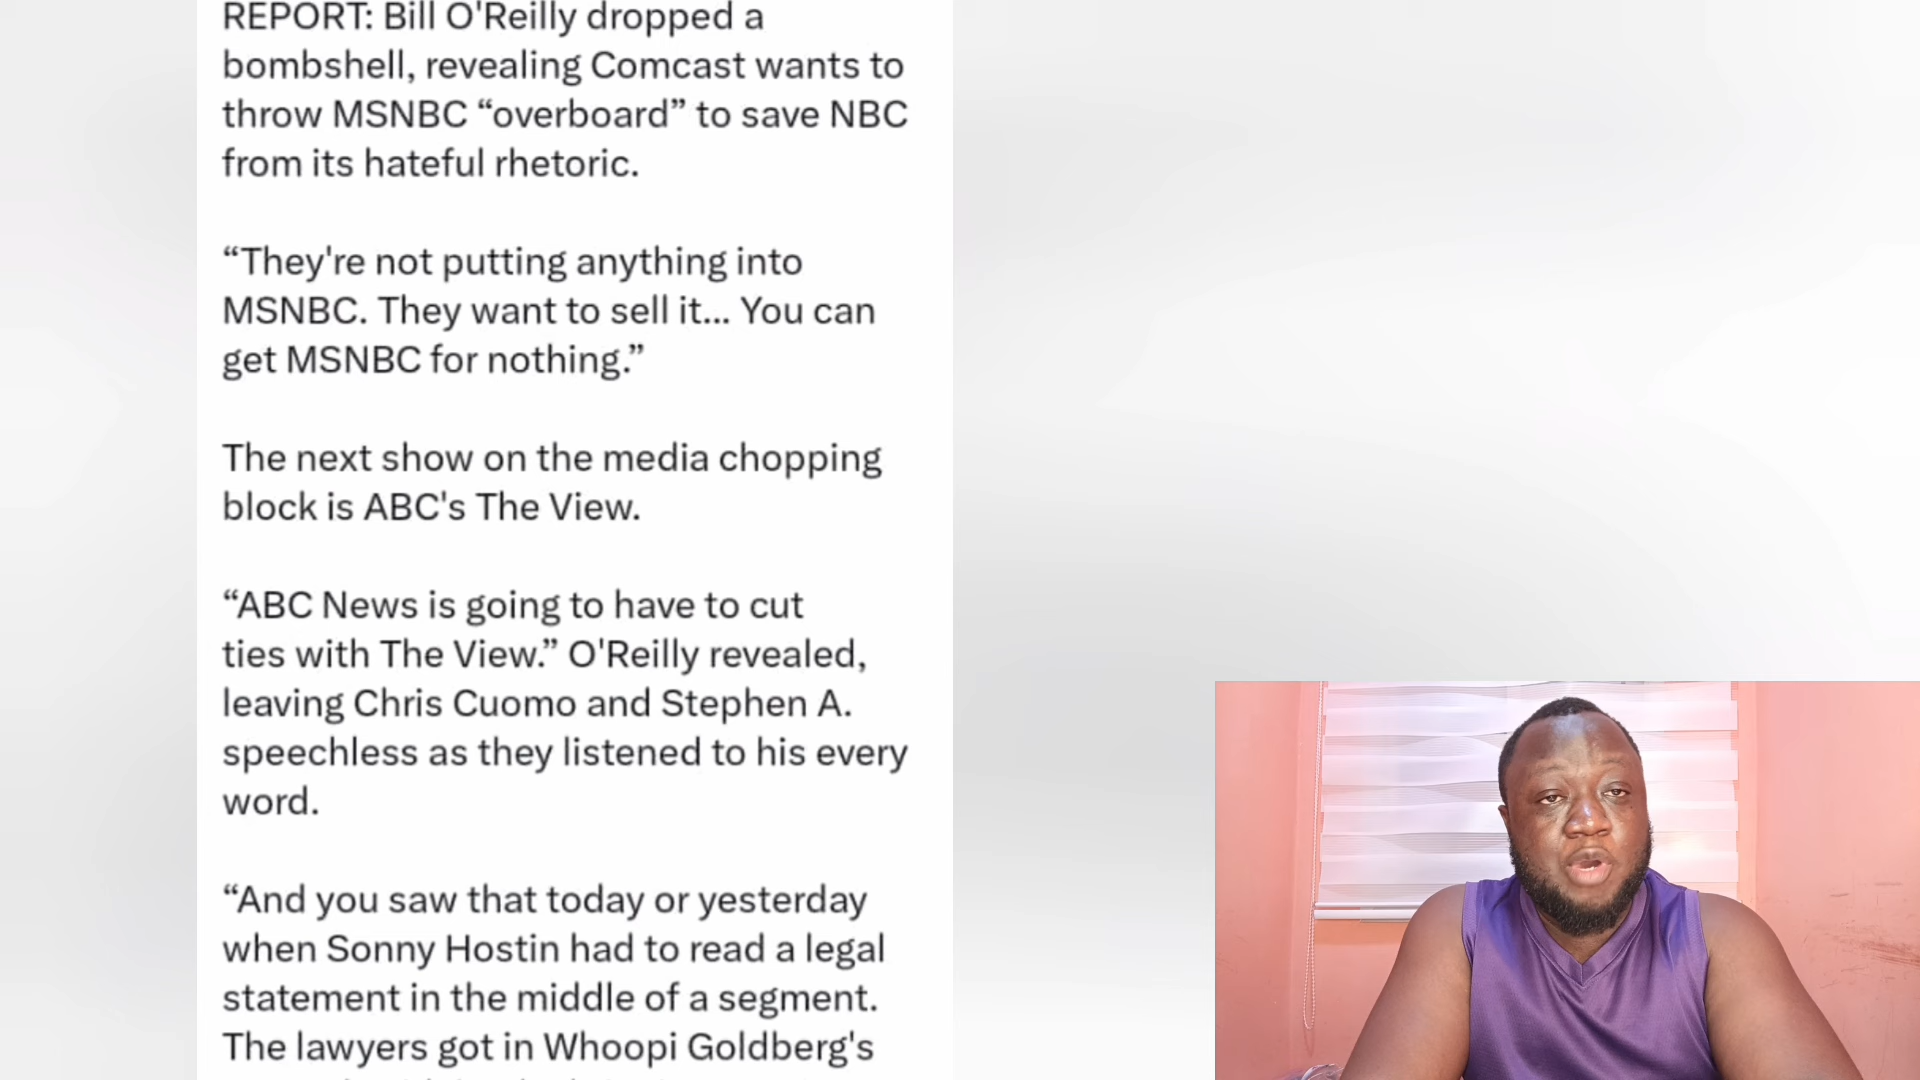 REPORT: Bill O'Reilly dropped a
bombshell, revealing Comcast wants to
throw MSNBC “overboard” to save NBC
from its hateful rhetoric.
“They're not putting anything into
MSNBC. They want to sell it... You can
get MSNBC for nothing.”
The next show on the media chopping
block is ABC's The View.
“ABC News is going to have to cut
ties with The View.” O'Reilly revealed,
leaving Chris Cuomo and Stephen A.
speechless as they listened to his every
word.
“And you saw that today or yesterday
when Sonny Hostin had to read a legal
statement in the middle of a segment.
The lawyers got in Whoopi Goldberg's